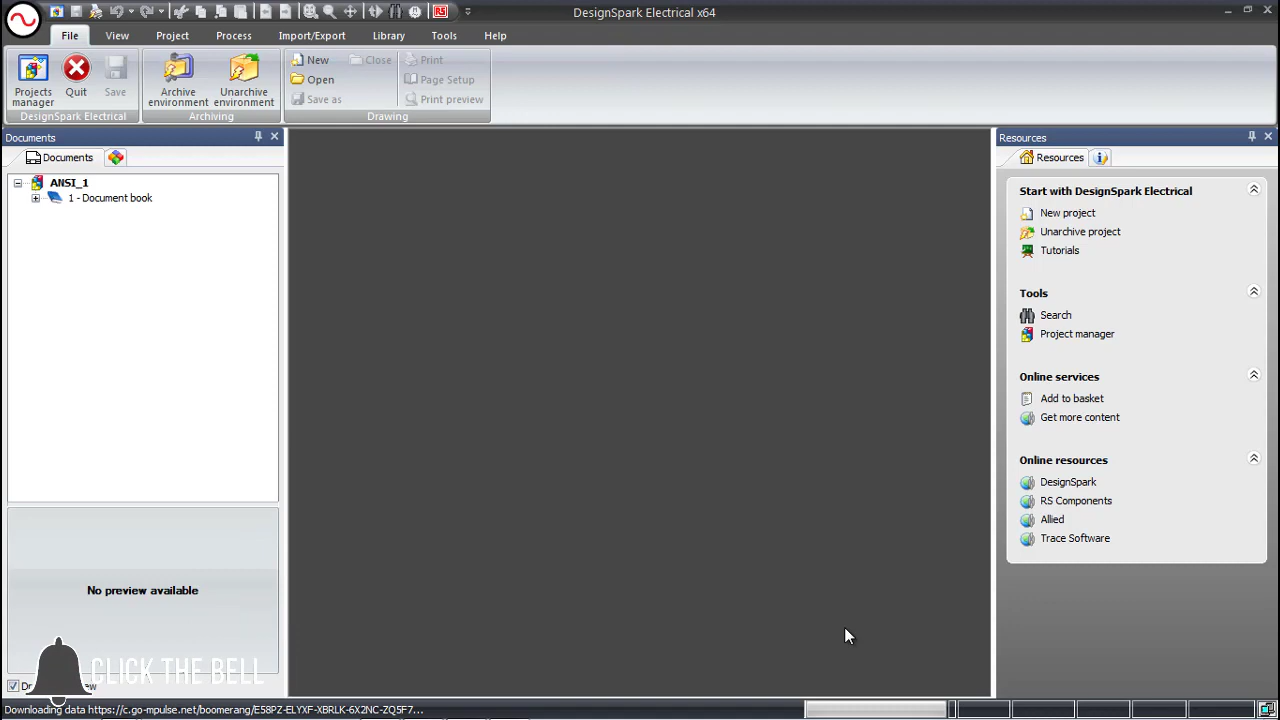 DesignSpark Electrical x64
File View Project Process Import/Export Library Tools Help
Projects manager Quit Save
Archive environment Unarchive environment
New Close
Open
Save as
Print
Page Setup
Print preview
DesignSpark Electrical Archiving Drawing
Documents
Documents
ANSI_1
1 - Document book
No preview available
CLICK THE BELL
Downloading data https://c.go-mpulse.net/boomerang/E58PZ-ELYXF-XBRLK-6X2NC-ZQ5F7...
Resources
Resources
Start with DesignSpark Electrical
New project
Unarchive project
Tutorials
Tools
Search
Project manager
Online services
Add to basket
Get more content
Online resources
DesignSpark
RS Components
Allied
Trace Software
RS